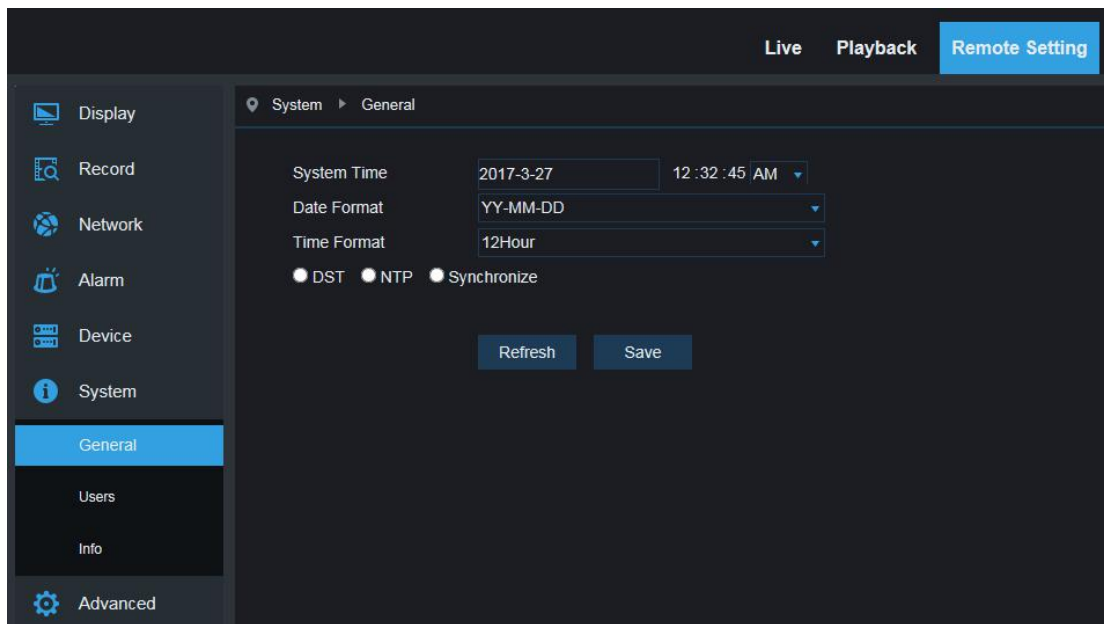 Live Playback Remote Setting
Display
Record
Network
Alarm
Device
System
General
Users
Info
Advanced
System General
System Time 2017-3-27 12:32:45 AM
Date Format YY-MM-DD
Time Format 12Hour
DST NTP Synchronize
Refresh Save